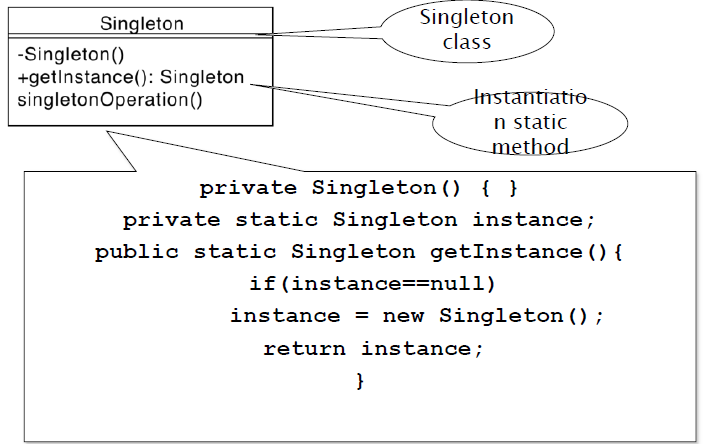 Singleton
-Singleton()
+getInstance(): Singleton
singletonOperation()
Singleton
class
Instantiatio
n static
method
private Singleton() { }
private static Singleton instance;
public static Singleton getInstance(){
if(instance==null)
instance = new Singleton();
return instance;
}